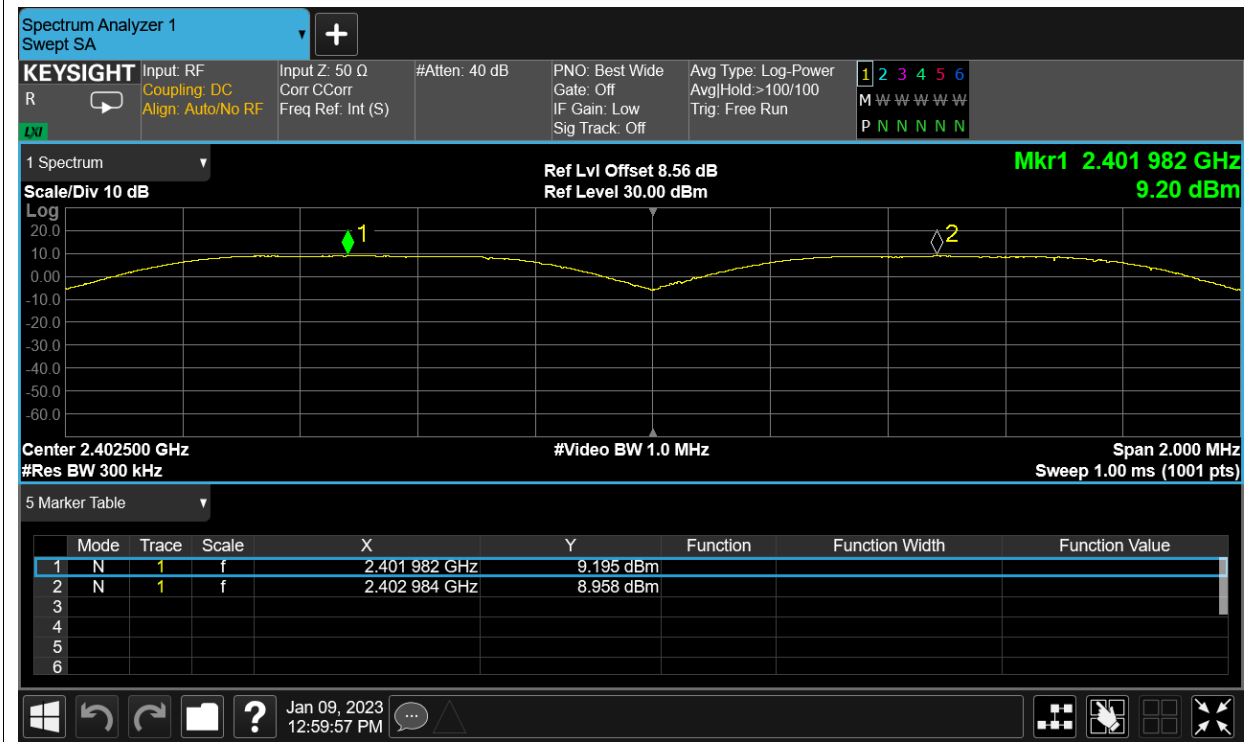 Spectrum Analyzer 1
Swept SA
+
KEYSIGHT
R
LXI
Input: RF
Coupling: DC
Align: Auto/No RF
Input Z: 50 Ω
Corr CCorr
Freq Ref: Int (S)
#Atten: 40 dB
PNO: Best Wide
Gate: Off
IF Gain: Low
Sig Track: Off
Avg Type: Log-Power
Avg|Hold:>100/100
Trig: Free Run
1 2 3 4 5 6
M W W W W W
P N N N N N
1 Spectrum
Scale/Div 10 dB
Ref Lvl Offset 8.56 dB
Ref Level 30.00 dBm
Mkr1 2.401 982 GHz
9.20 dBm
Log
20.0
10.0
0.00
-10.0
-20.0
-30.0
-40.0
-50.0
-60.0
1
2
Center 2.402500 GHz
#Res BW 300 kHz
#Video BW 1.0 MHz
Span 2.000 MHz
Sweep 1.00 ms (1001 pts)
5 Marker Table
Mode Trace Scale X Y Function Function Width Function Value
1 N 1 f 2.401 982 GHz 9.195 dBm
2 N 1 f 2.402 984 GHz 8.958 dBm
3
4
5
6
?
Jan 09, 2023
12:59:57 PM